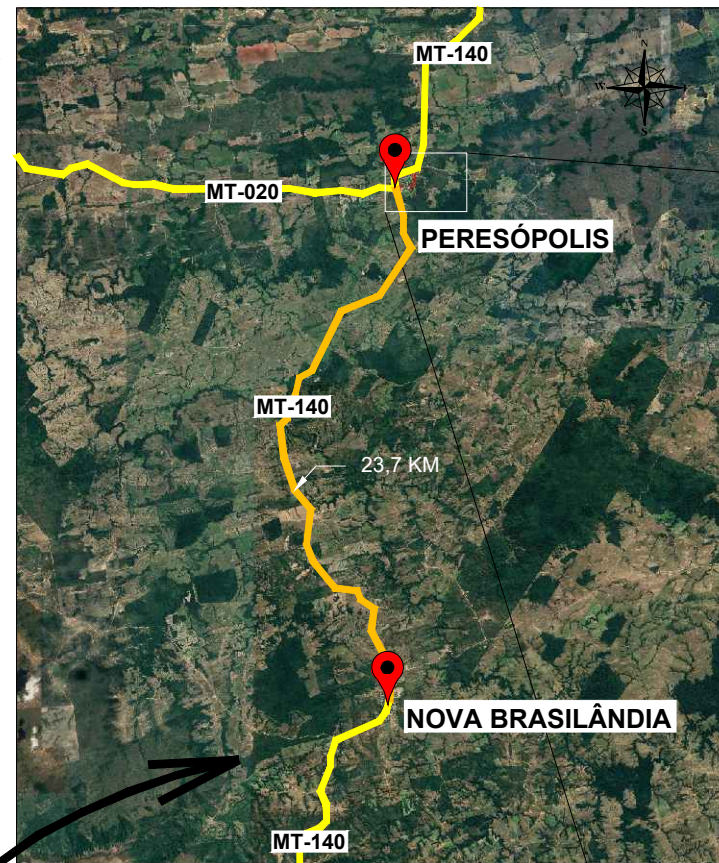 MT-140
N
W
S
MT-020
PERESÓPOLIS
MT-140
23,7 KM
NOVA BRASILÂNDIA
MT-140